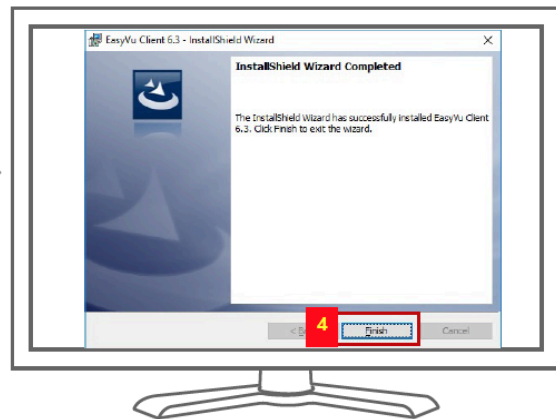 EasyVu Client 6.3 - InstallShield Wizard
InstallShield Wizard Completed
The InstallShield Wizard has successfully installed EasyVu Client
6.3. Click Finish to exit the wizard.
4 Finish Cancel